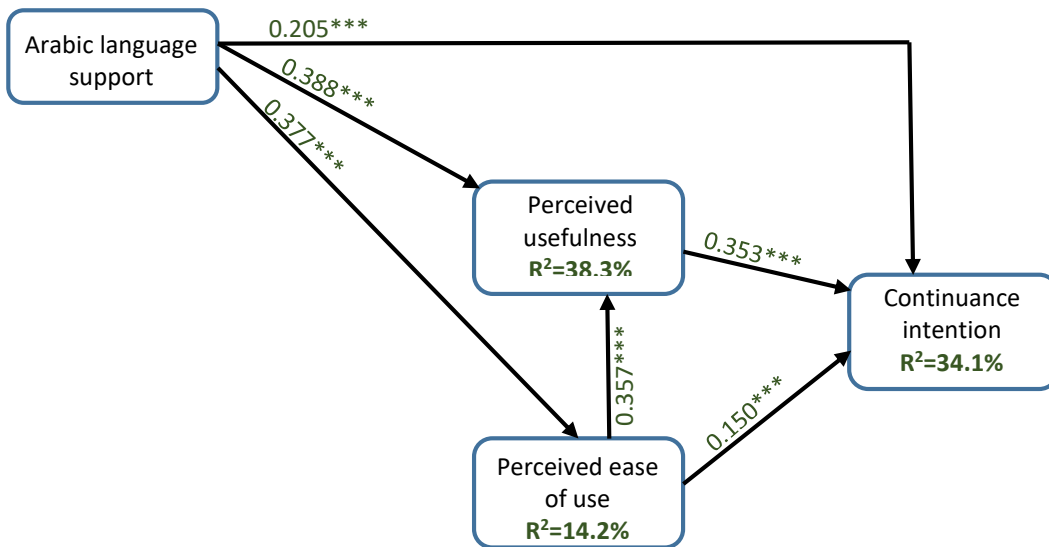 Arabic language
support
0.205***
0.388***
0.377***
Perceived
usefulness
R²=38.3%
0.353***
Continuance
intention
R²=34.1%
0.357***
0.150***
Perceived ease
of use
R²=14.2%